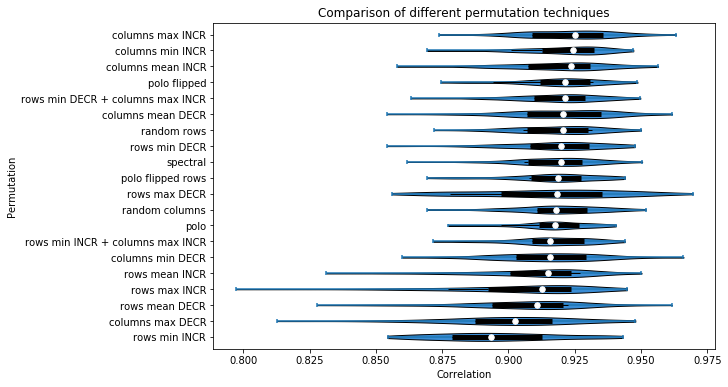 Comparison of different permutation techniques
Permutation
columns max INCR
columns min INCR
columns mean INCR
polo flipped
rows min DECR + columns max INCR
columns mean DECR
random rows
rows min DECR
spectral
polo flipped rows
rows max DECR
random columns
polo
rows min INCR + columns max INCR
columns min DECR
rows mean INCR
rows max INCR
rows mean DECR
columns max DECR
rows min INCR
0.800 0.825 0.850 0.875 0.900 0.925 0.950 0.975
Correlation